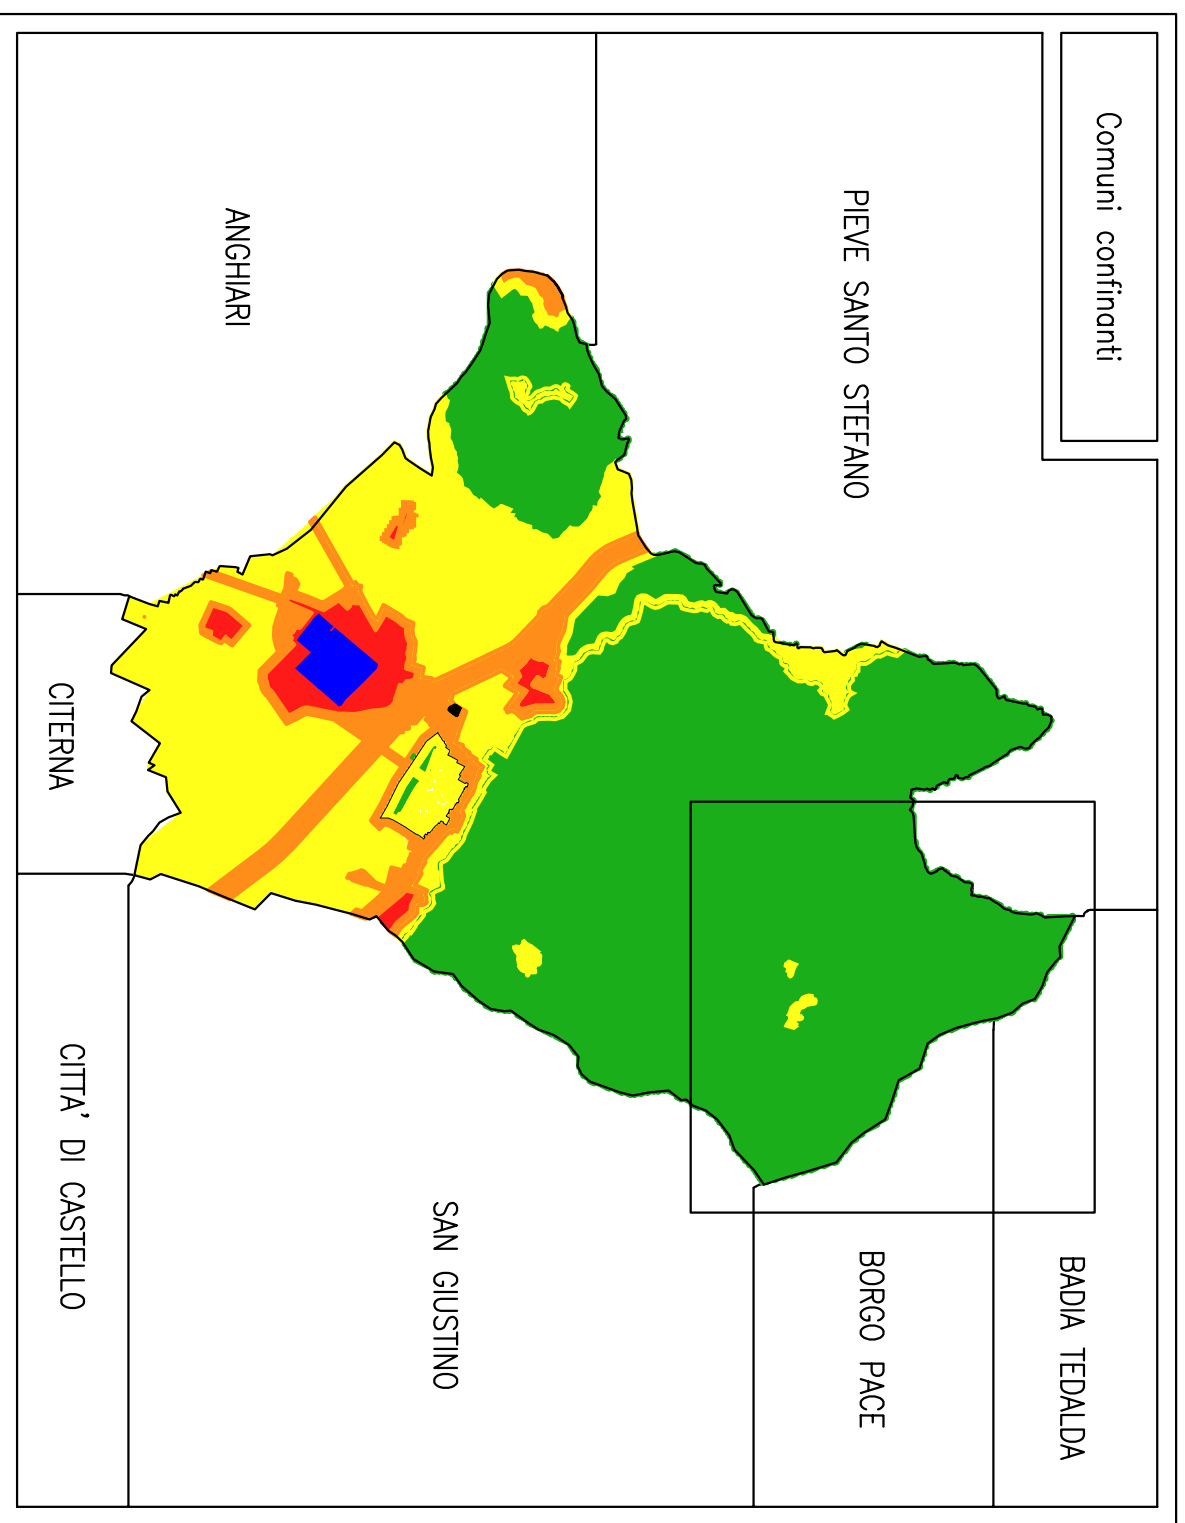 Comuni confinanti
PIEVE SANTO STEFANO
BADIA TEDALDA
BORGO PACE
ANGHIARI
SAN GIUSTINO
CITERNA
CITTA' DI CASTELLO